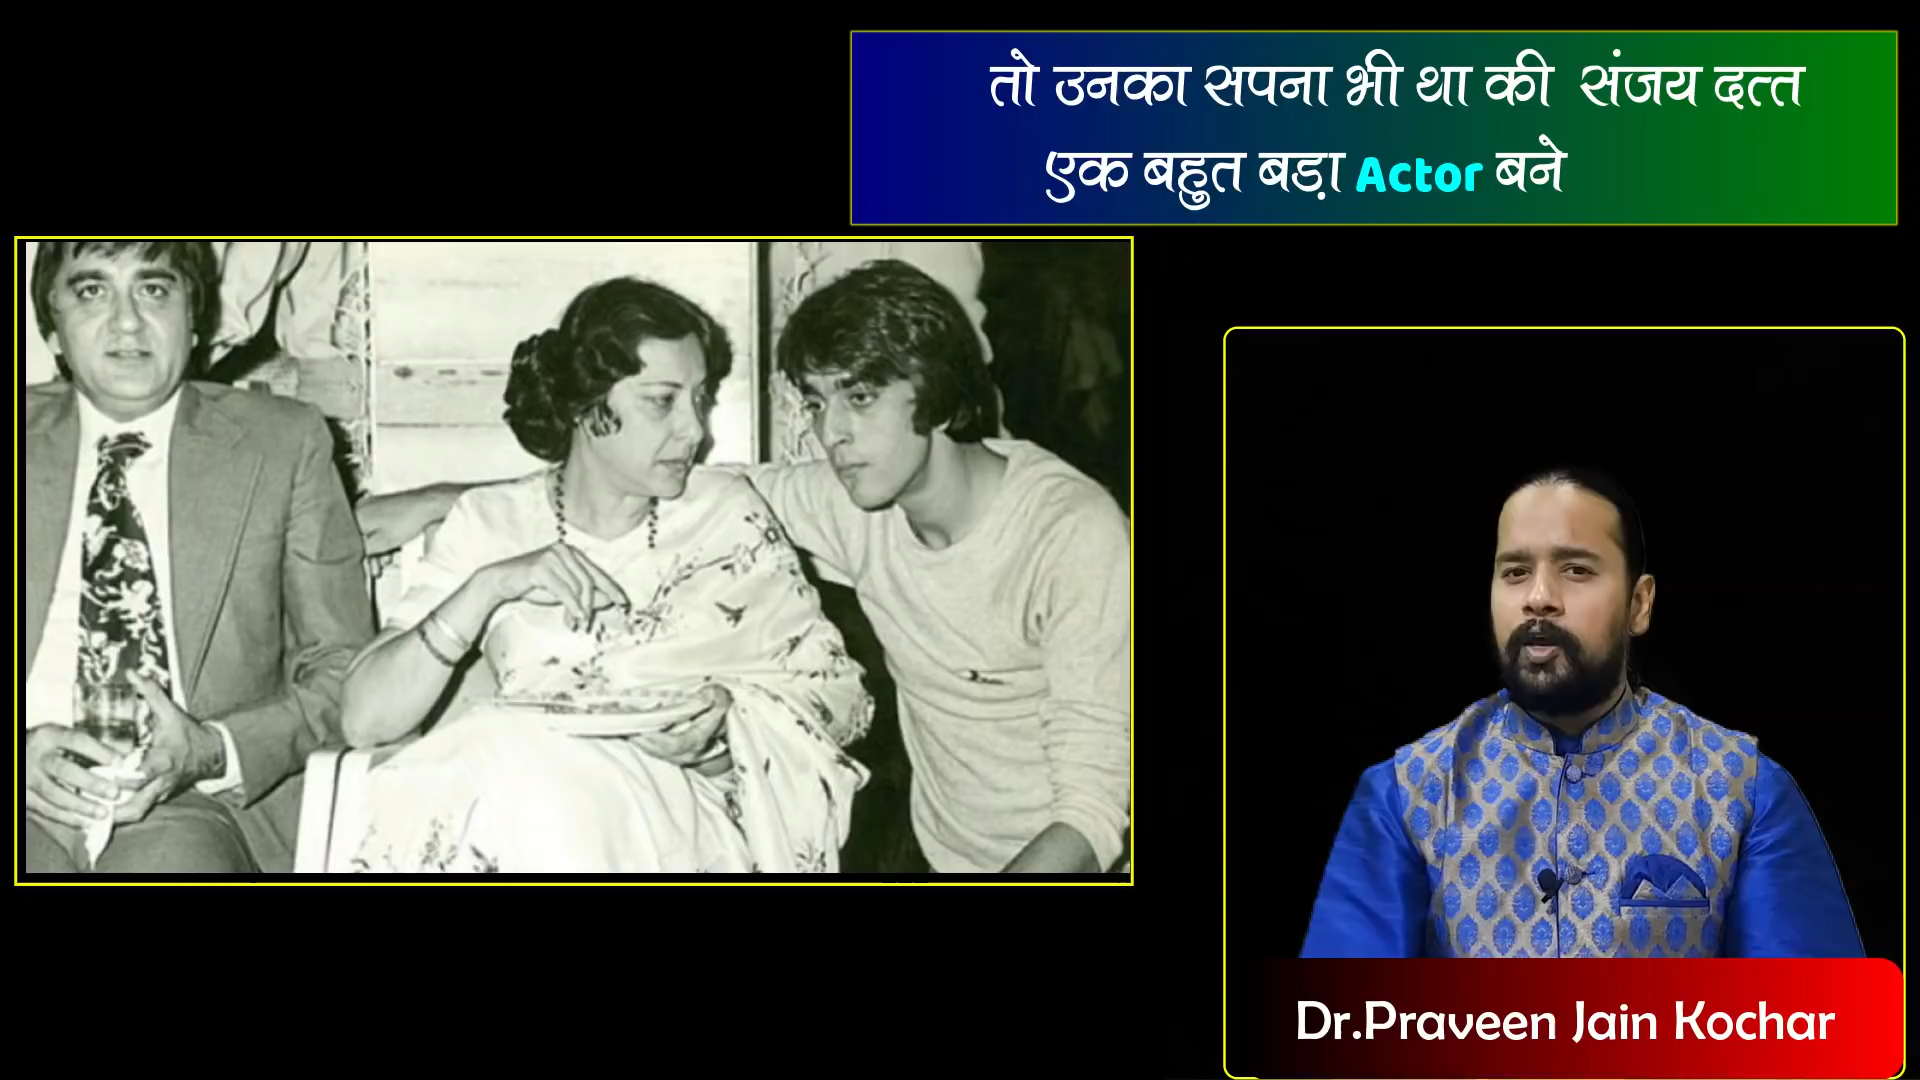 तो उनका सपना भी था की संजय दत्त
एक बहुत बड़ा Actor बने
Dr.Praveen Jain Kochar